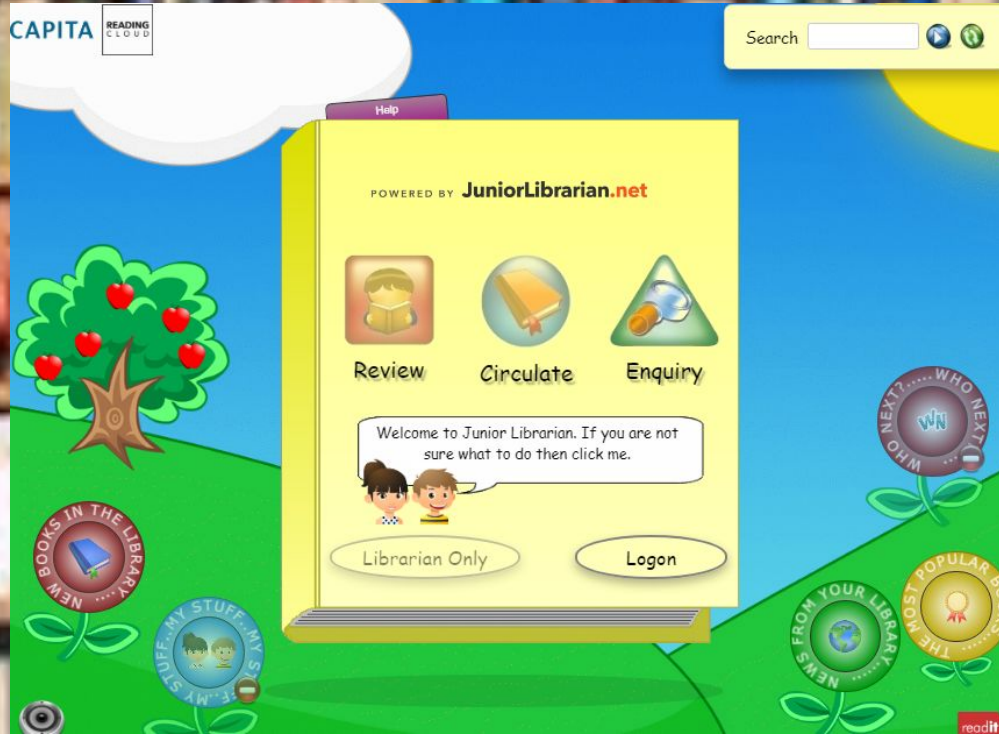 CAPITA
READING
CLOUD
Search
Help
POWERED BY JuniorLibrarian.net
Review
Circulate
Enquiry
Welcome to Junior Librarian. If you are not
sure what to do then click me.
Librarian Only
Logon
NEW BOOKS IN THE LIBRARY.....
MY STUFF..MY STUFF..MY STUFF..
WHO NEXT?.....WHO NEXT?.....
WN
NEWS FROM YOUR LIBRARY.....
THE MOST POPULAR B
readit